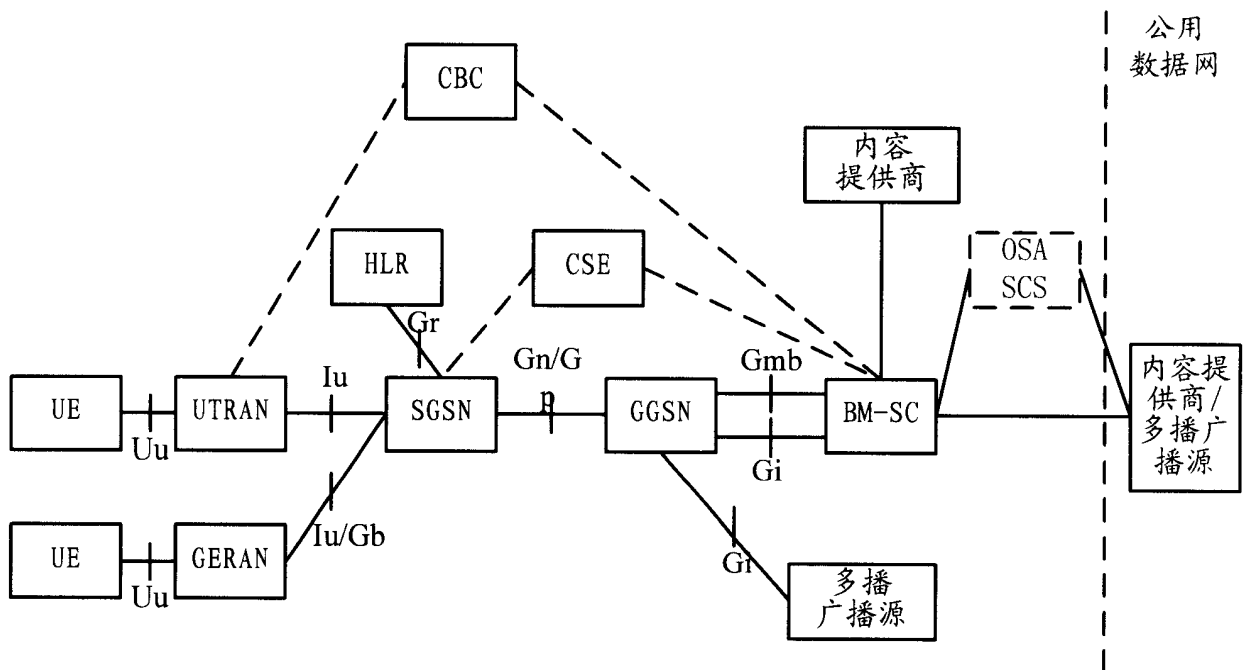 公用
数据网
CBC
内容
提供商
HLR
CSE
OSA
SCS
Gr
Gn/G
p
Gmb
Iu
UE
UTRAN
SGSN
GGSN
BM-SC
内容提
供商/
多播广
播源
Uu
Gi
Iu/Gb
UE
GERAN
Gi
Uu
多播
广播源